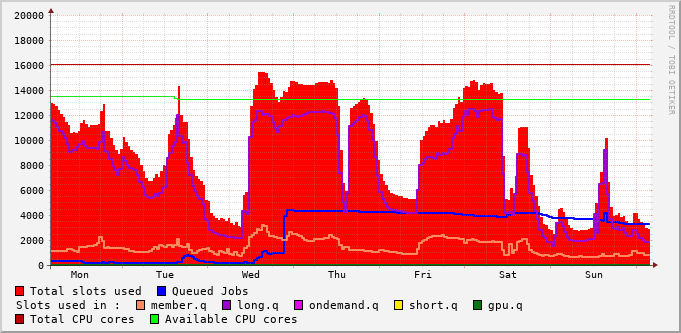 20000
18000
16000
14000
12000
10000
8000
6000
4000
2000
0
Mon Tue Wed Thu Fri Sat Sun
RRDTOOL / TOBI OETIKER
Total slots used Queued Jobs
Slots used in : member.q long.q ondemand.q short.q gpu.q
Total CPU cores Available CPU cores